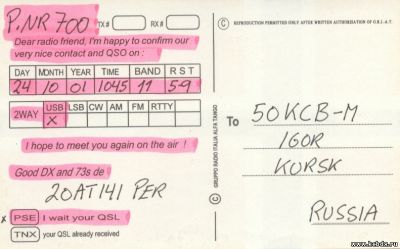 P.NR 700 TX # RX #
© REPRODUCTION PERMITTED ONLY AFTER WRITTEN AUTHORISATION OF G.R.I.-A.T.
Dear radio friend, I'm happy to confirm our
very nice contact and QSO on :
DAY MONTH YEAR TIME BAND R S T
24 10 01 1045 11 5-9
2WAY USB LSB CW AM FM RTTY
X
I hope to meet you again on the air !
Good DX and 73s de
20AT141 PER
x PSE I wait your QSL
TNX your QSL already received
© GRUPPO RADIO ITALIA ALFA TANGO
To 50KCB-M
IGOR
KURSK
RUSSIA
www.kabda.ru